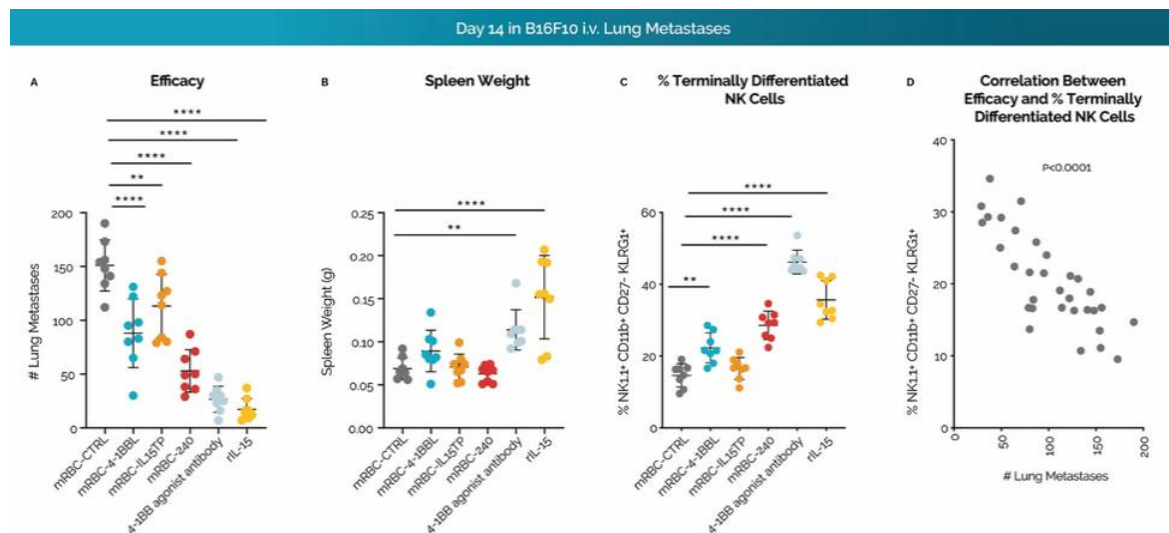 Day 14 in B16F10 i.v. Lung Metastases
A
Efficacy
****
****
****
**
****
200
150
100
50
0
# Lung Metastases
mRBC-CTRL
mRBC-4-1BBL
mRBC-IL15TP
mRBC-240
4-1BB agonist antibody
rIL-15
B
Spleen Weight
****
**
0.25
0.20
0.15
0.10
0.05
0.00
Spleen Weight (g)
mRBC-CTRL
mRBC-4-1BBL
mRBC-IL15TP
mRBC-240
4-1BB agonist antibody
rIL-15
C
% Terminally Differentiated
NK Cells
****
****
****
**
60
40
20
0
% NK1.1+ CD11b+ CD27- KLRG1+
mRBC-CTRL
mRBC-4-1BBL
mRBC-IL15TP
mRBC-240
4-1BB agonist antibody
rIL-15
D
Correlation Between
Efficacy and % Terminally
Differentiated NK Cells
P<0.0001
40
30
20
10
0
% NK1.1+ CD11b+ CD27- KLRG1+
0
50
100
150
200
# Lung Metastases